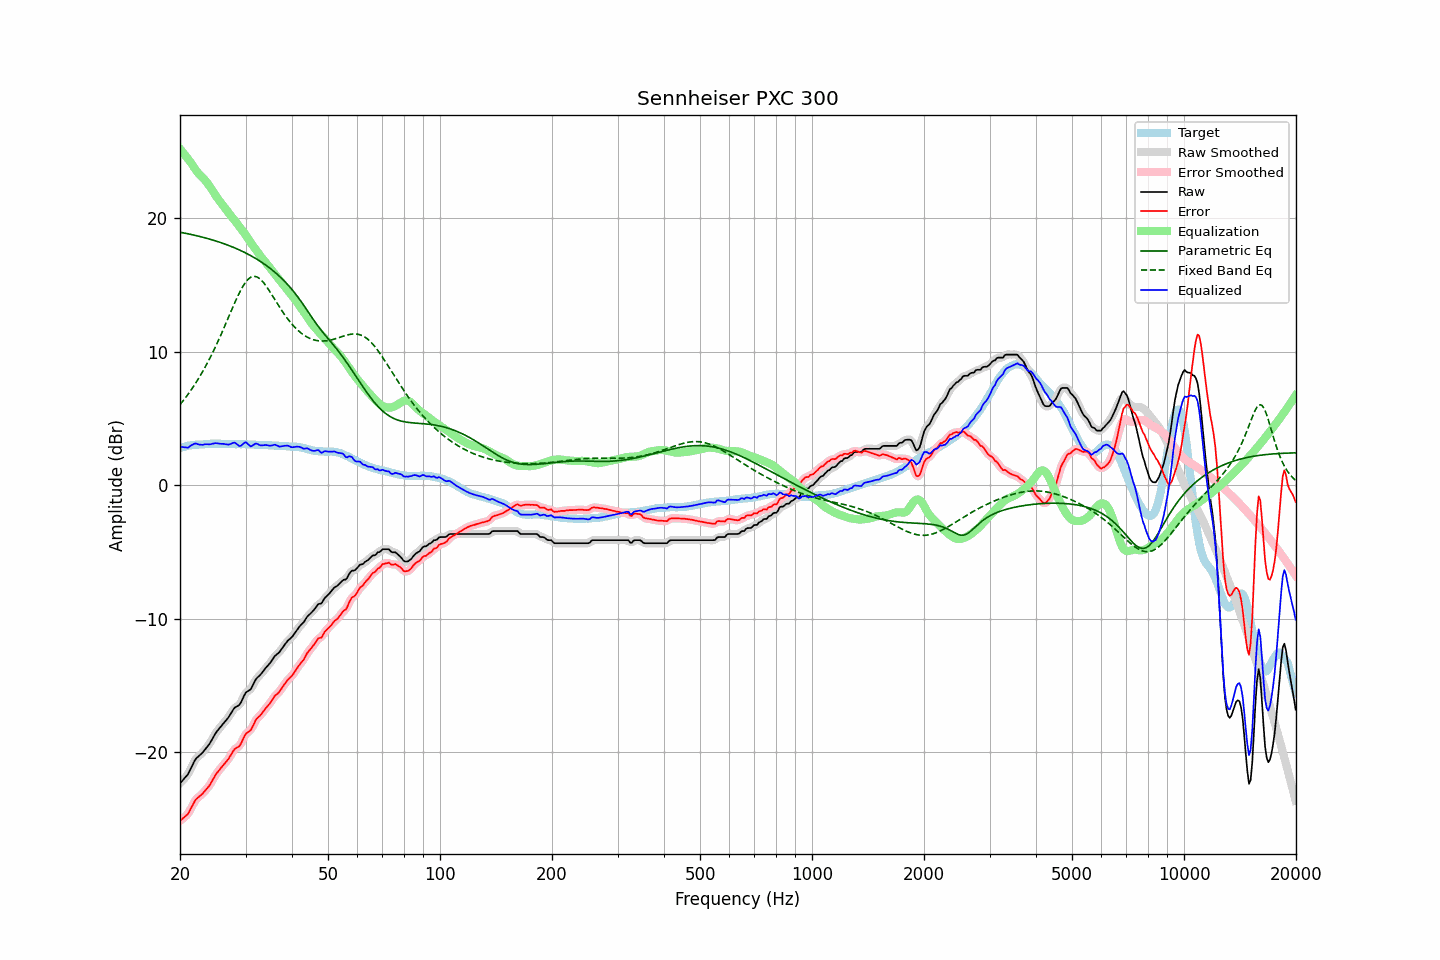 Sennheiser PXC 300
Amplitude (dBr)
20
10
0
−10
−20
Target
Raw Smoothed
Error Smoothed
Raw
Error
Equalization
Parametric Eq
Fixed Band Eq
Equalized
20 50 100 200 500 1000 2000 5000 10000 20000
Frequency (Hz)